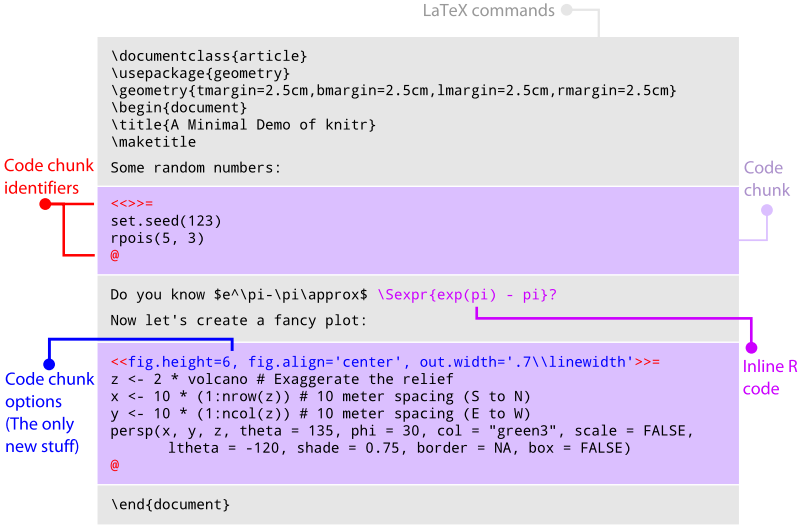 LaTeX commands
\documentclass{article}
\usepackage{geometry}
\geometry{tmargin=2.5cm,bmargin=2.5cm,lmargin=2.5cm,rmargin=2.5cm}
\begin{document}
\title{A Minimal Demo of knitr}
\maketitle
Some random numbers:
Code chunk
identifiers
Code
chunk
<<>>=
set.seed(123)
rpois(5, 3)
@
Do you know $e^\pi-\pi\approx$ \Sexpr{exp(pi) - pi}?
Now let's create a fancy plot:
<<fig.height=6, fig.align='center', out.width='.7\\linewidth'>>=
z <- 2 * volcano # Exaggerate the relief
x <- 10 * (1:nrow(z)) # 10 meter spacing (S to N)
y <- 10 * (1:ncol(z)) # 10 meter spacing (E to W)
persp(x, y, z, theta = 135, phi = 30, col = "green3", scale = FALSE,
ltheta = -120, shade = 0.75, border = NA, box = FALSE)
@
Code chunk
options
(The only
new stuff)
Inline R
code
\end{document}